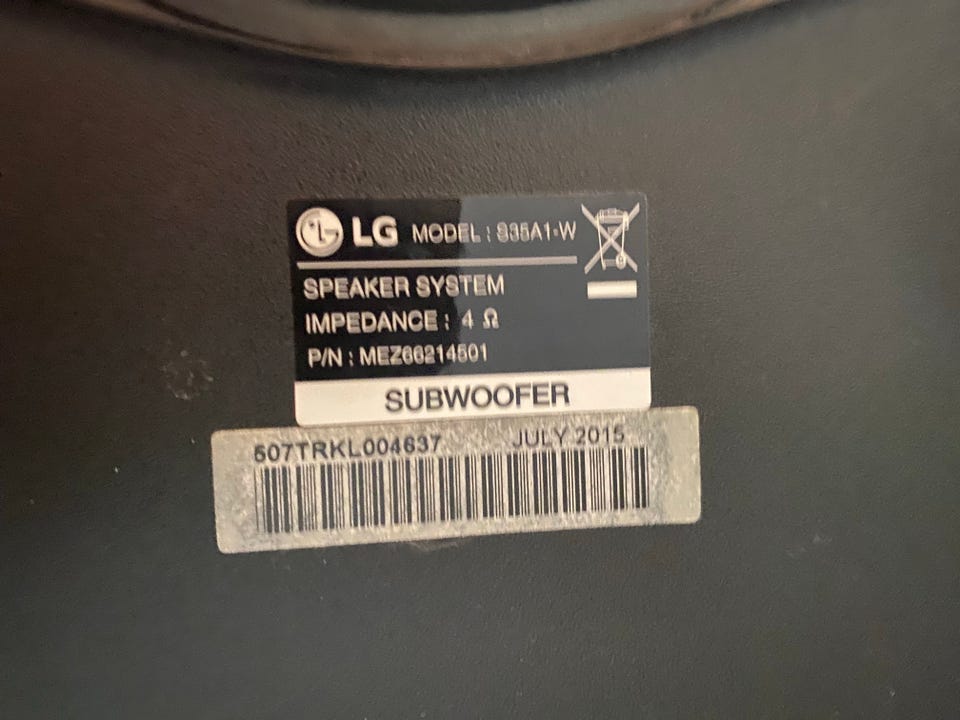 LG MODEL : S35A1-W
SPEAKER SYSTEM
IMPEDANCE : 4 Ω
P/N : MEZ66214501
SUBWOOFER
507TRKL004637 JULY 2015